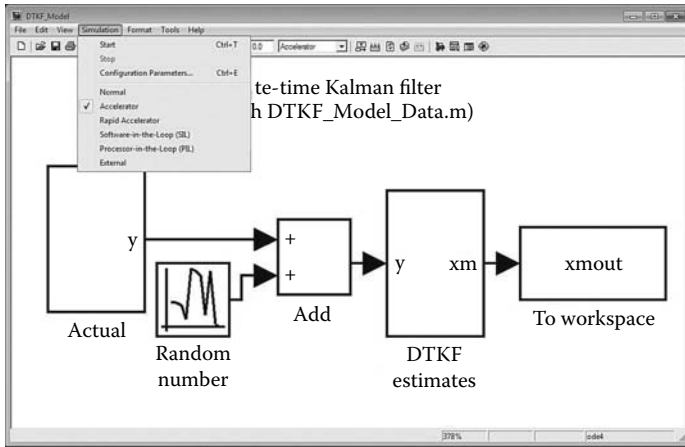 DTKF_Model
File Edit View Simulation Format Tools Help
0.0 Accelerator
Start Ctrl+T
Stop
Configuration Parameters... Ctrl+E
Normal
Accelerator
Rapid Accelerator
Software-in-the-Loop (SIL)
Processor-in-the-Loop (PIL)
External
te-time Kalman filter
h DTKF_Model_Data.m)
y
+
+
y xm
xmout
Actual
Random
number
Add
DTKF
estimates
To workspace
378% ode4